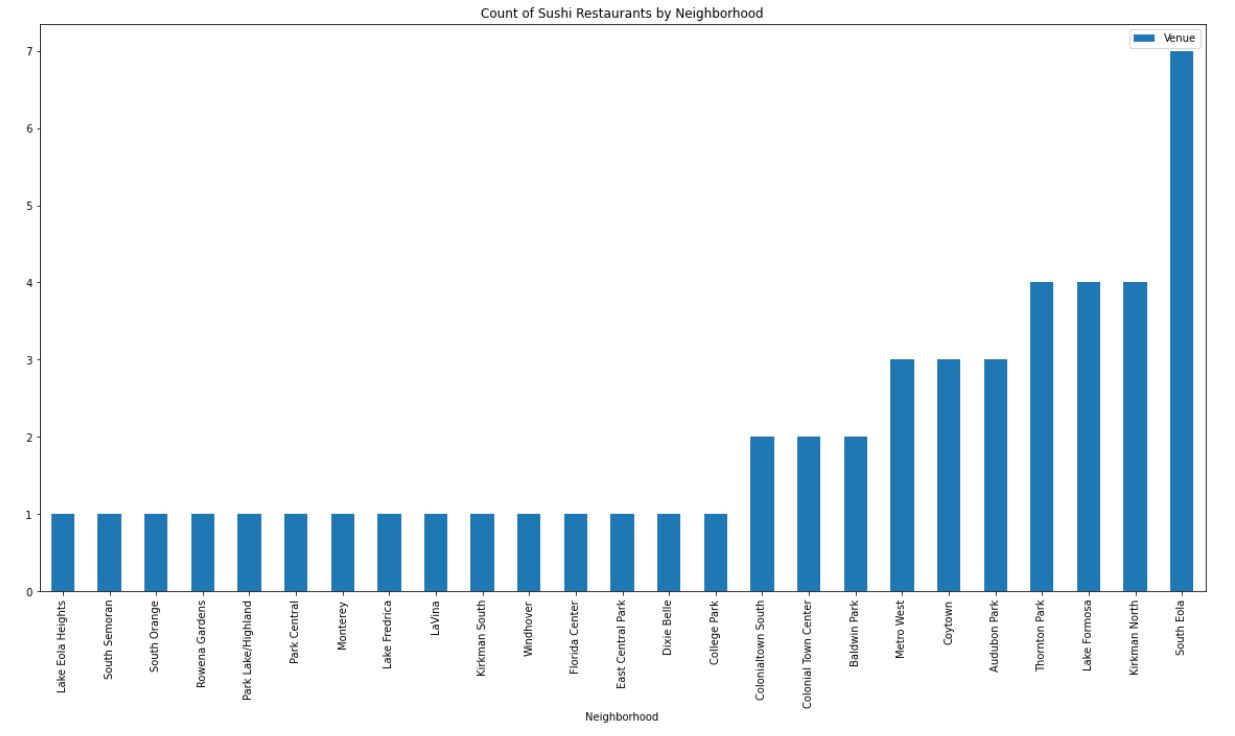 Count of Sushi Restaurants by Neighborhood
Venue
7
6
5
4
3
2
1
0
Lake Eola Heights
South Semoran
South Orange
Rowena Gardens
Park Lake/Highland
Park Central
Monterey
Lake Fredrica
LaVina
Kirkman South
Windhover
Florida Center
East Central Park
Dixie Belle
College Park
Colonialtown South
Colonial Town Center
Baldwin Park
Metro West
Coytown
Audubon Park
Thornton Park
Lake Formosa
Kirkman North
South Eola
Neighborhood